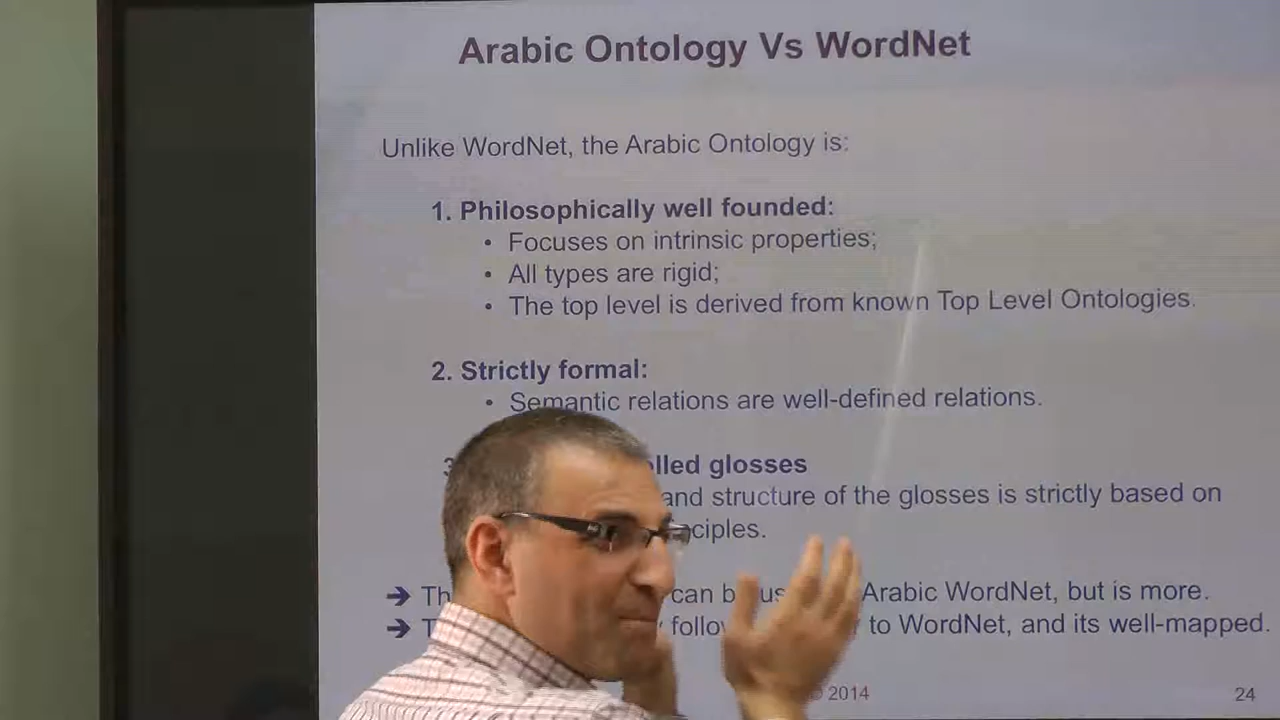 Arabic Ontology Vs WordNet
Unlike WordNet, the Arabic Ontology is:
1. Philosophically well founded:
• Focuses on intrinsic properties;
• All types are rigid;
• The top level is derived from known Top Level Ontologies.
2. Strictly formal:
• Semantic relations are well-defined relations.
glosses
and structure of the glosses is strictly based on
➔ can Arabic WordNet, but is more.
➔ to WordNet, and its well-mapped.
© 2014
24